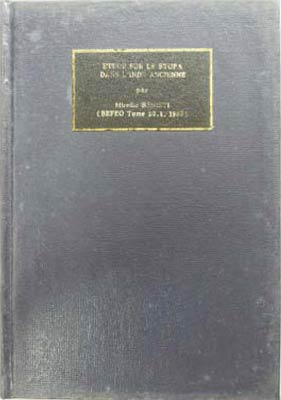 ETUDE SUR LE STUPA
DANS L'INDE ANCIENNE
par
Mireille BENISTI
(BEFEO Tome 50.1, 1960)